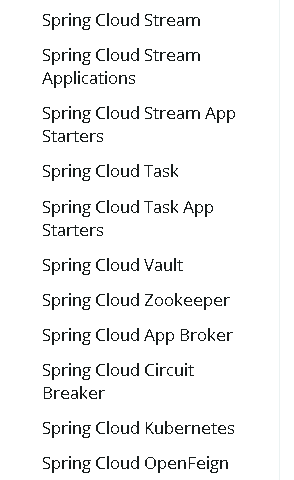 Spring Cloud Stream
Spring Cloud Stream
Applications
Spring Cloud Stream App
Starters
Spring Cloud Task
Spring Cloud Task App
Starters
Spring Cloud Vault
Spring Cloud Zookeeper
Spring Cloud App Broker
Spring Cloud Circuit
Breaker
Spring Cloud Kubernetes
Spring Cloud OpenFeign